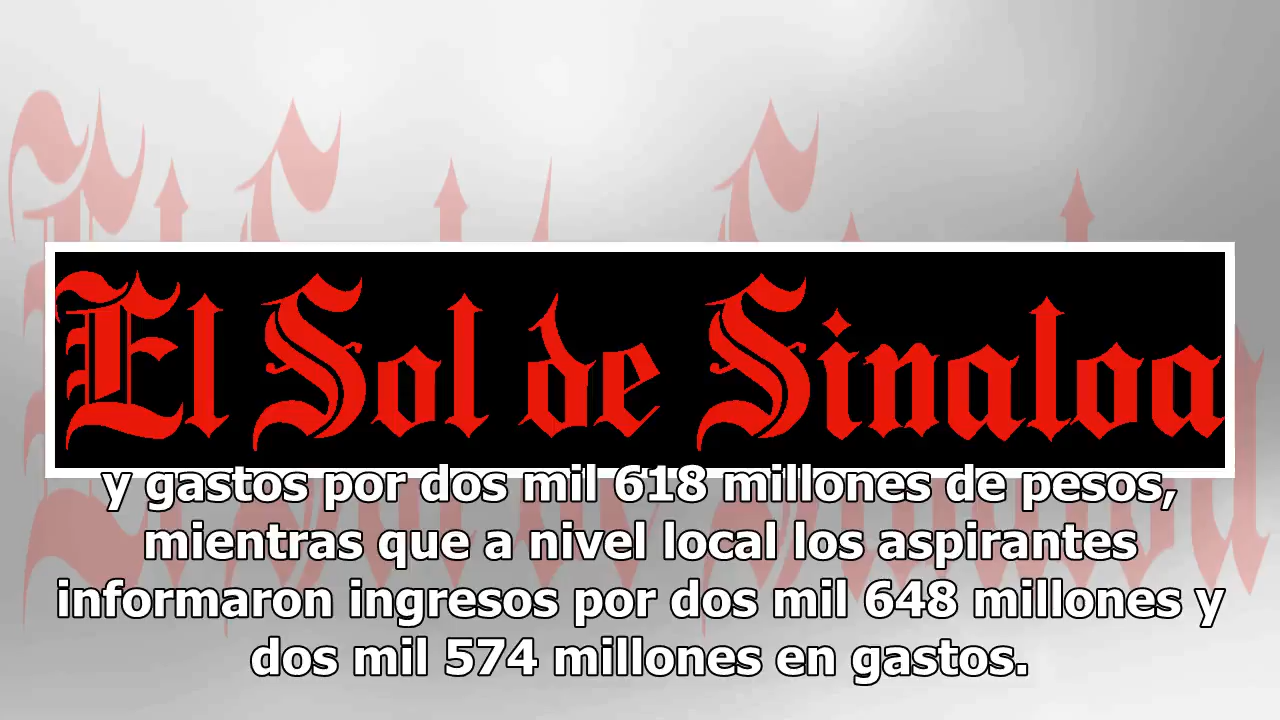 El Sol de Sinaloa
y gastos por dos mil 618 millones de pesos,
mientras que a nivel local los aspirantes
informaron ingresos por dos mil 648 millones y
dos mil 574 millones en gastos.